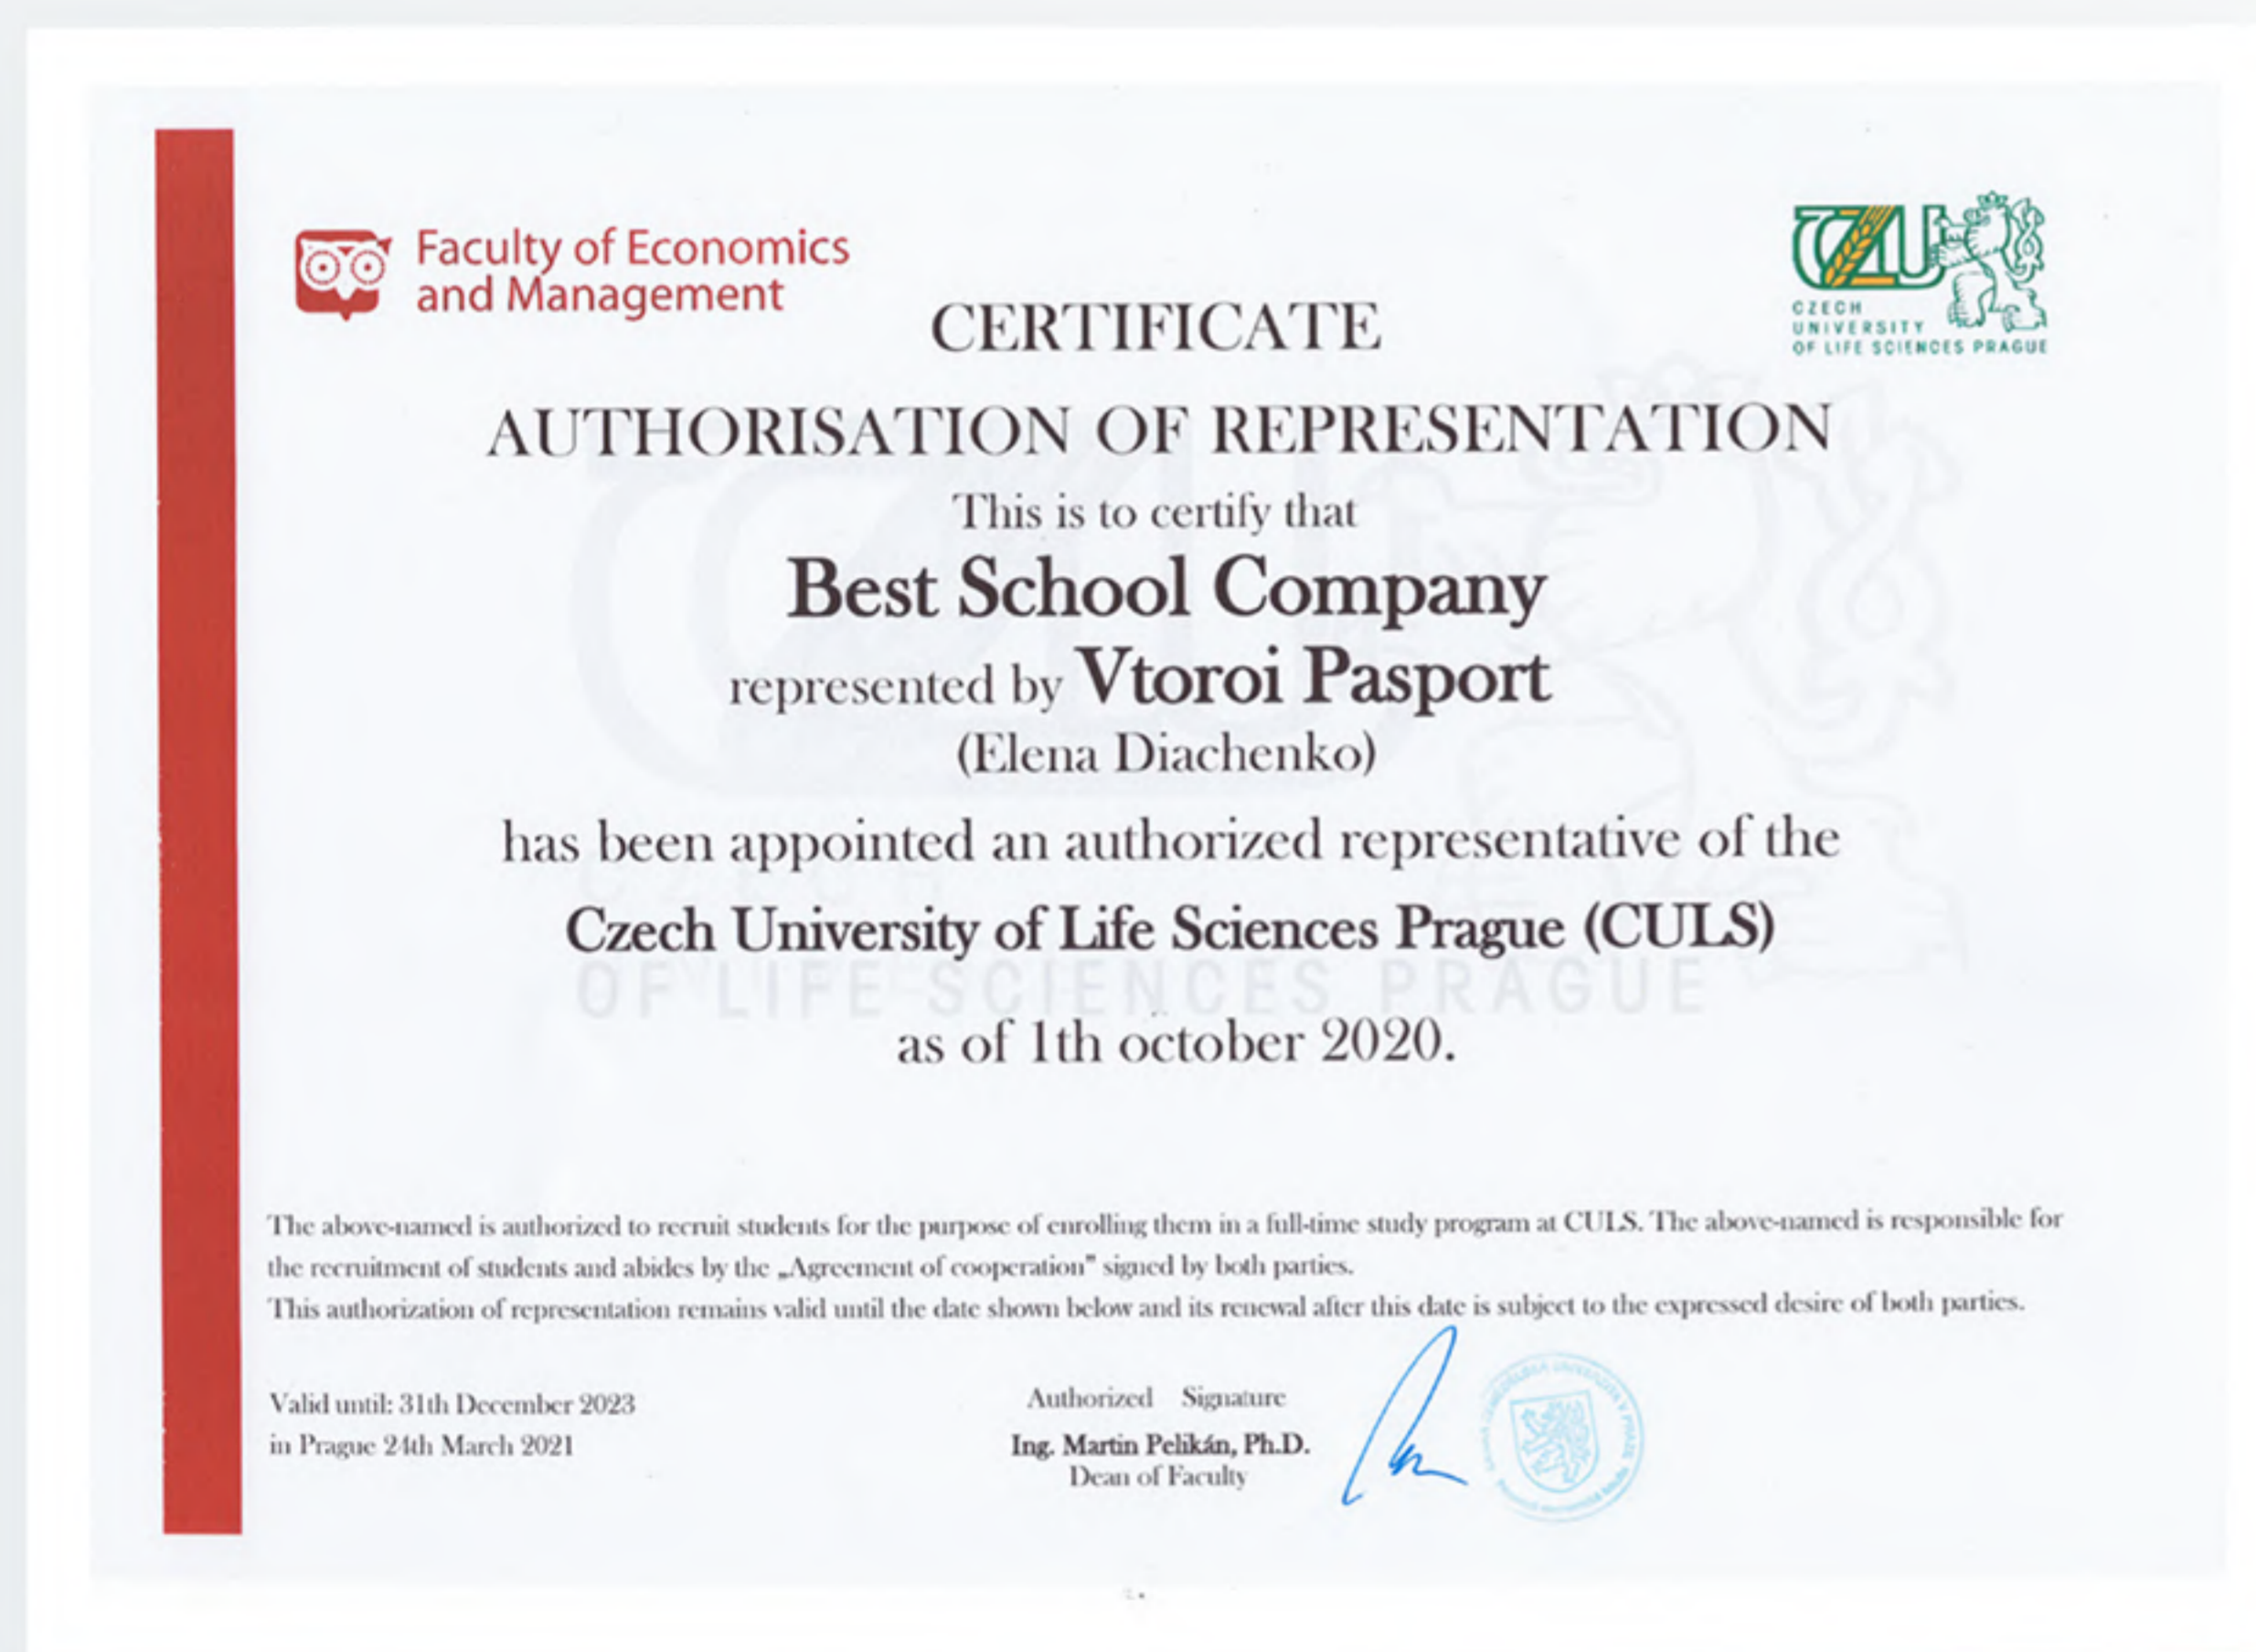 Faculty of Economics
and Management
CZU
CZECH
UNIVERSITY
OF LIFE SCIENCES PRAGUE
CERTIFICATE
AUTHORISATION OF REPRESENTATION
This is to certify that
Best School Company
represented by Vtoroi Pasport
(Elena Diachenko)
has been appointed an authorized representative of the
Czech University of Life Sciences Prague (CULS)
OF LIFE SCIENCES PRAGUE
as of 1th october 2020.
The above-named is authorized to recruit students for the purpose of enrolling them in a full-time study program at CULS. The above-named is responsible for
the recruitment of students and abides by the „Agreement of cooperation" signed by both parties.
This authorization of representation remains valid until the date shown below and its renewal after this date is subject to the expressed desire of both parties.
Valid until: 31th December 2023
in Prague 24th March 2021
Authorized Signature
Ing. Martin Pelikán, Ph.D.
Dean of Faculty